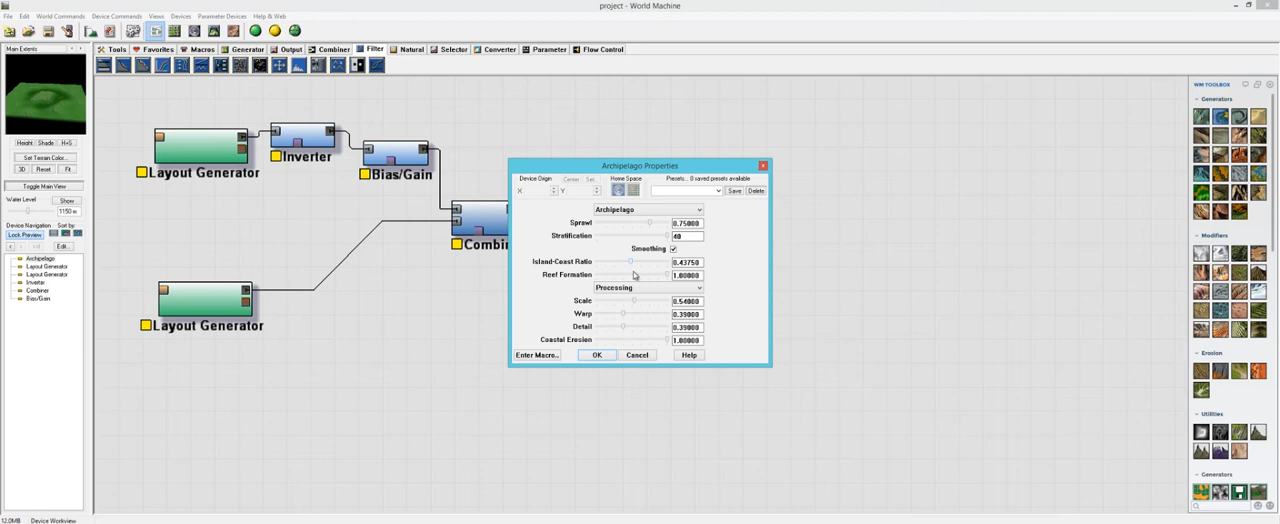 project - World Machine
File Edit World Commands Device Commands Views Devices Parameter Devices Help & Web
Main Extents
Tools Favorites Macros Generator Output Combiner Filter Natural Selector Converter Parameter Flow Control
WM TOOLBOX
Generators
Height Shade H+S
Set Terrain Color...
3D Reset Fit
Toggle Main View
Water Level Show
1150 m
Device Navigation Sort by:
Lock Preview
Edit...
Archipelago
Layout Generator
Layout Generator
Inverter
Combiner
Bias/Gain
Layout Generator
Inverter
Bias/Gain
Combi
Layout Generator
Archipelago Properties
Device Origin Center Set... Home Space Presets... 0 saved presets available
X Y Save Delete
Archipelago
Sprawl 0.75000
Stratification 40
Smoothing
Island-Coast Ratio 0.43750
Reef Formation 1.00000
Processing
Scale 0.54000
Warp 0.39000
Detail 0.39000
Coastal Erosion 1.00000
Enter Macro... OK Cancel Help
Modifiers
Erosion
Utilities
Generators
12.0MB Device Workview